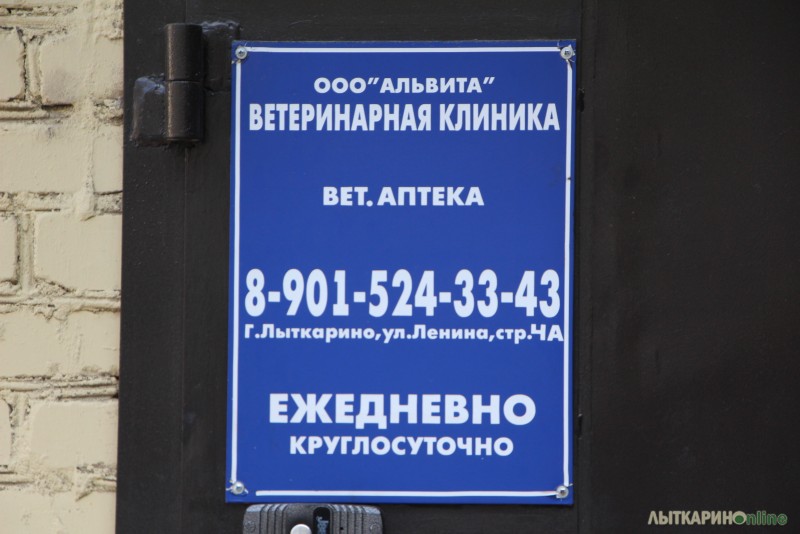 ООО"АЛЬВИТА"
ВЕТЕРИНАРНАЯ КЛИНИКА
ВЕТ. АПТЕКА
8-901-524-33-43
Г.Лыткарино,ул.Ленина,стр.ЧА
ЕЖЕДНЕВНО
КРУГЛОСУТОЧНО
ЛЫТКАРИНОonline